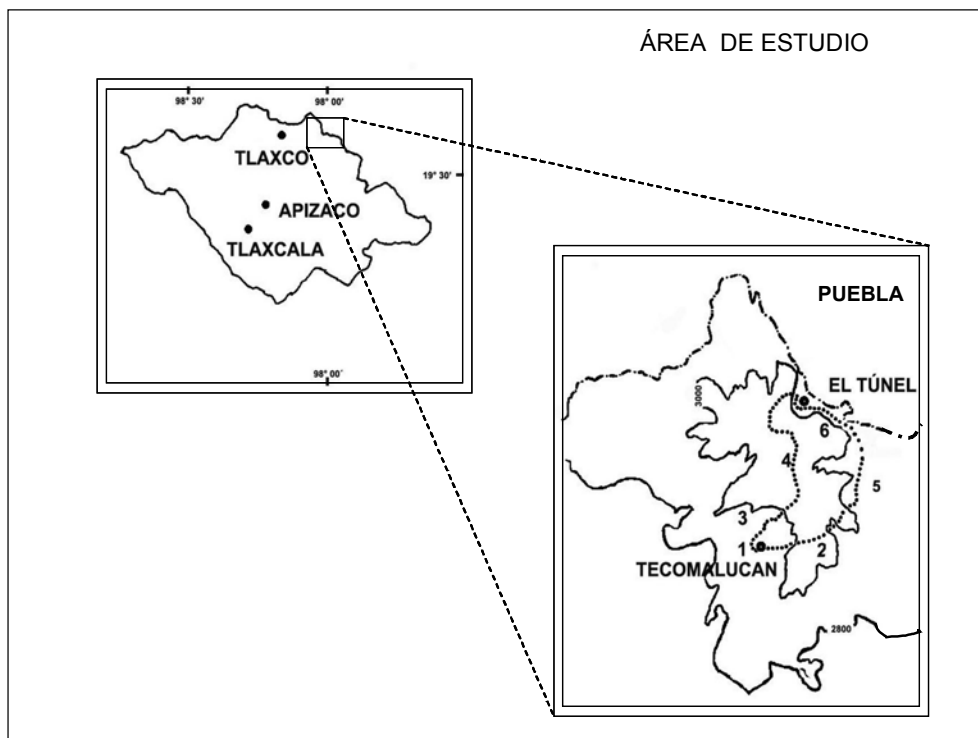 ÁREA DE ESTUDIO
98° 30'
98° 00'
TLAXCO
19° 30'
APIZACO
TLAXCALA
98° 00'
PUEBLA
EL TÚNEL
3000
6
4
5
3
1
2
TECOMALUCAN
2800